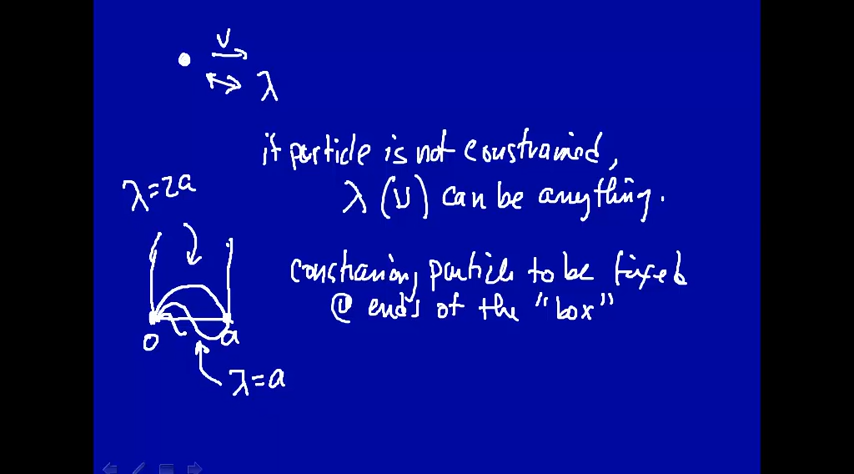 V
λ
if particle is not constrained,
λ (v) can be anything.
λ=2a
constraining particle to be fixed
@ ends of the "box"
0 a
λ=a